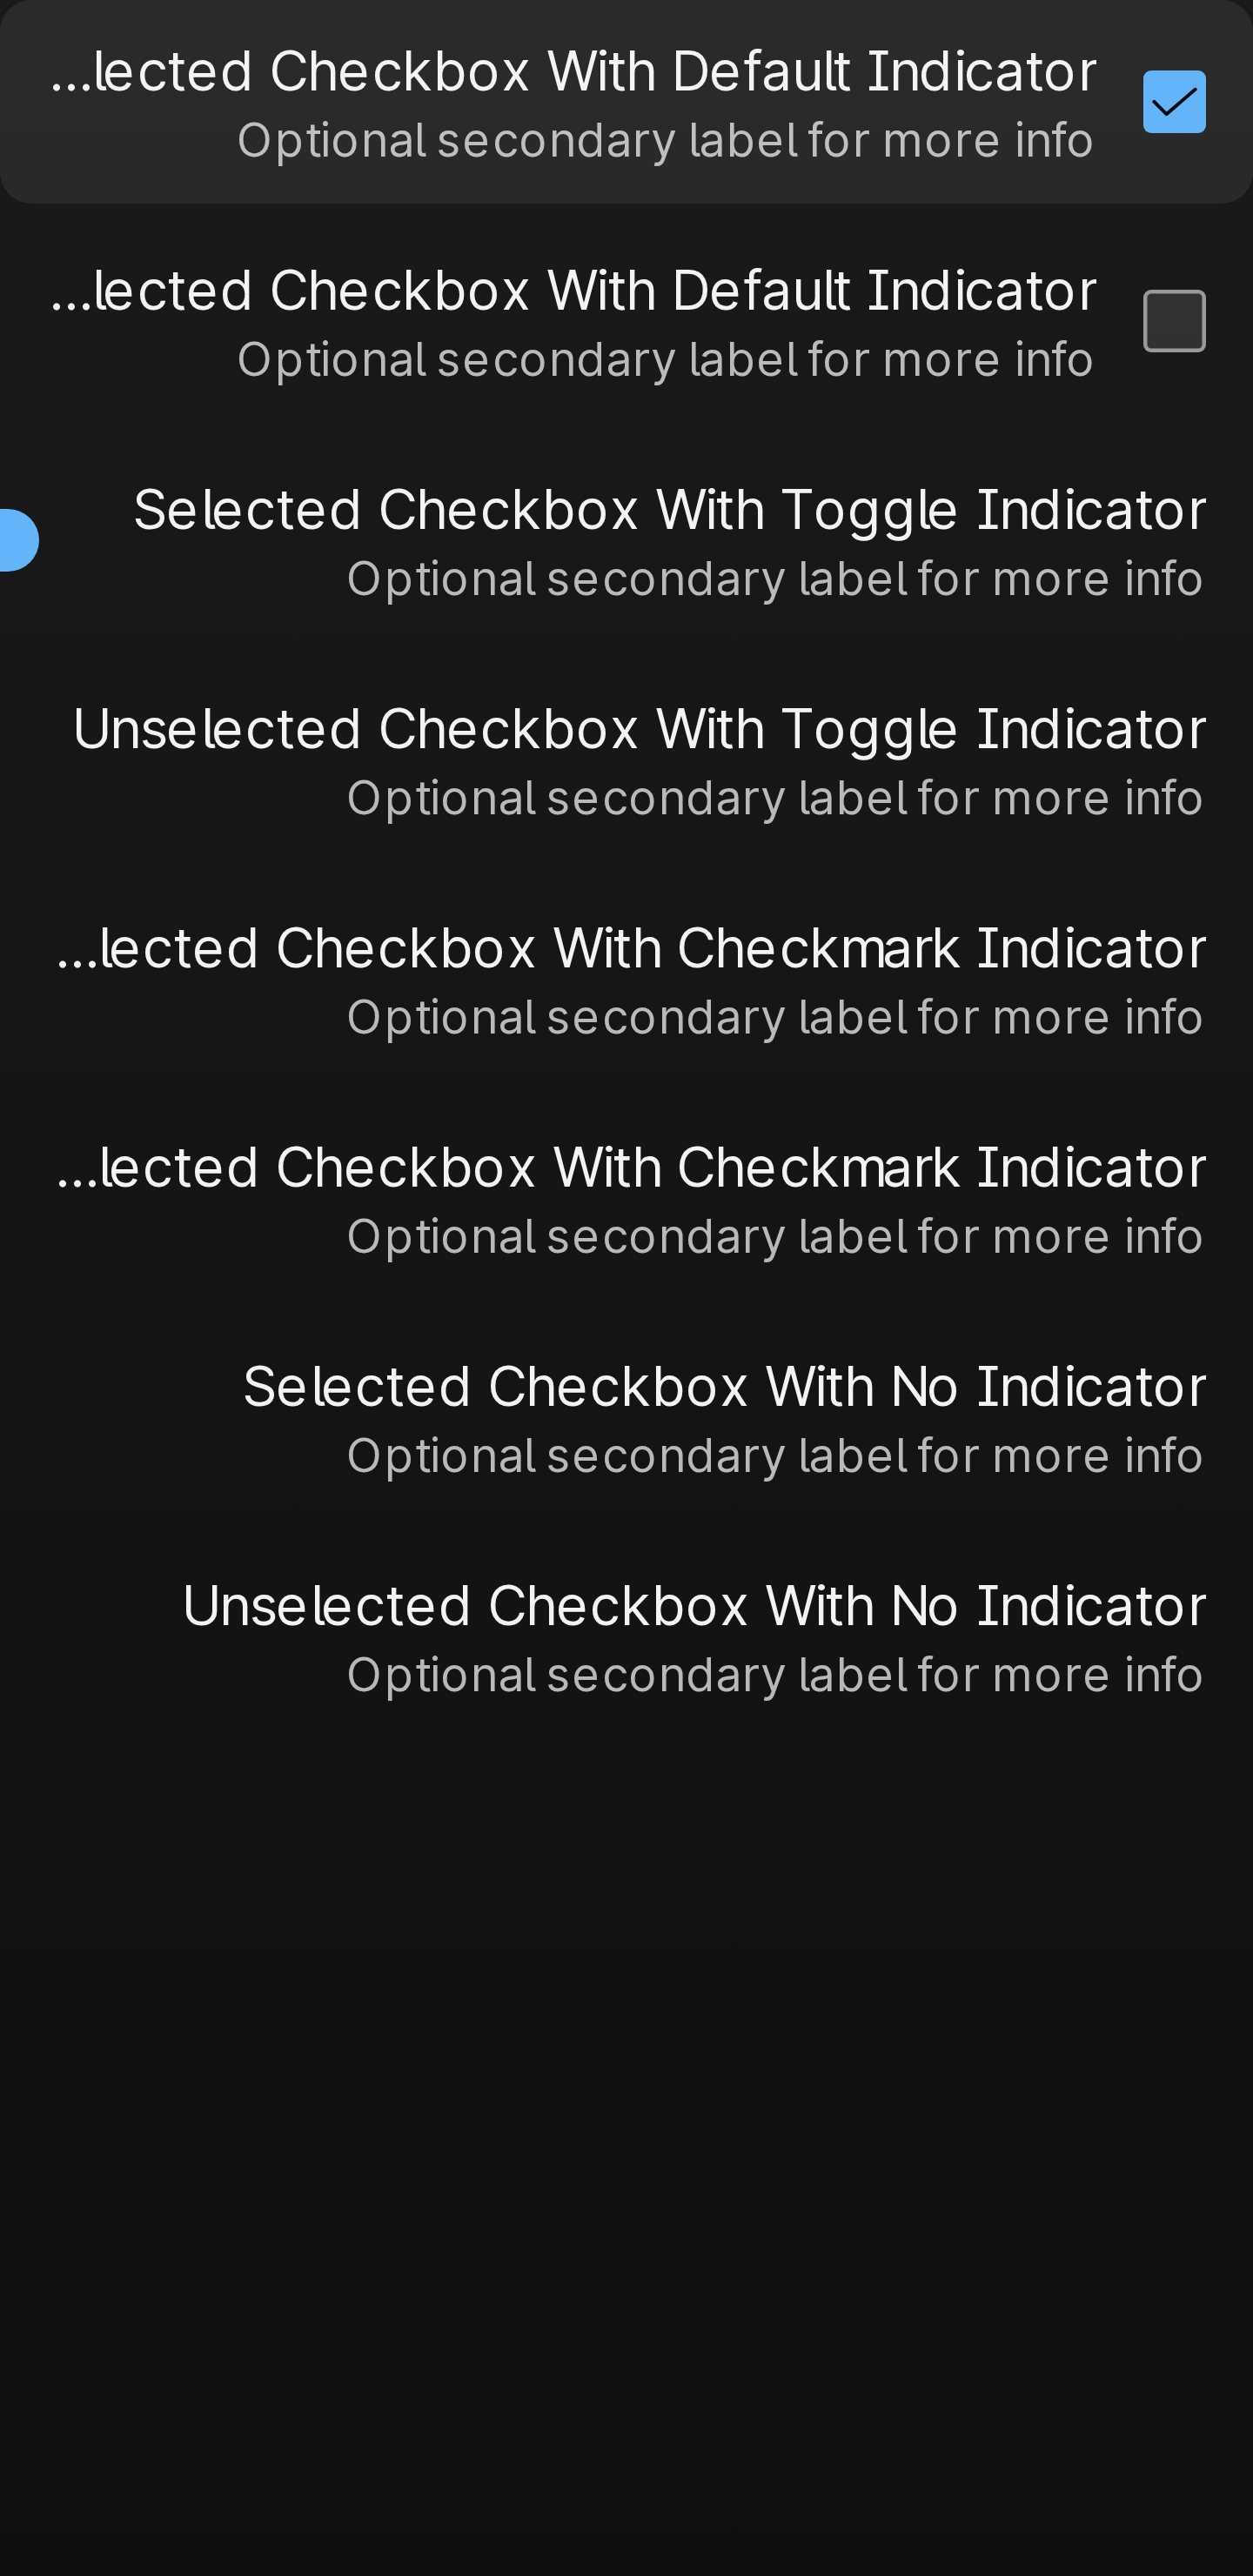 ...lected Checkbox With Default Indicator
Optional secondary label for more info
...lected Checkbox With Default Indicator
Optional secondary label for more info
Selected Checkbox With Toggle Indicator
Optional secondary label for more info
Unselected Checkbox With Toggle Indicator
Optional secondary label for more info
...lected Checkbox With Checkmark Indicator
Optional secondary label for more info
...lected Checkbox With Checkmark Indicator
Optional secondary label for more info
Selected Checkbox With No Indicator
Optional secondary label for more info
Unselected Checkbox With No Indicator
Optional secondary label for more info